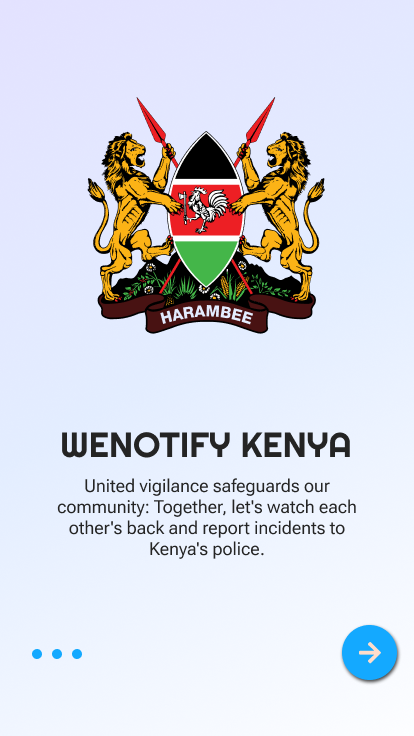 HARAMBEE
WENOTIFY KENYA
United vigilance safeguards our
community: Together, let's watch each
other's back and report incidents to
Kenya's police.